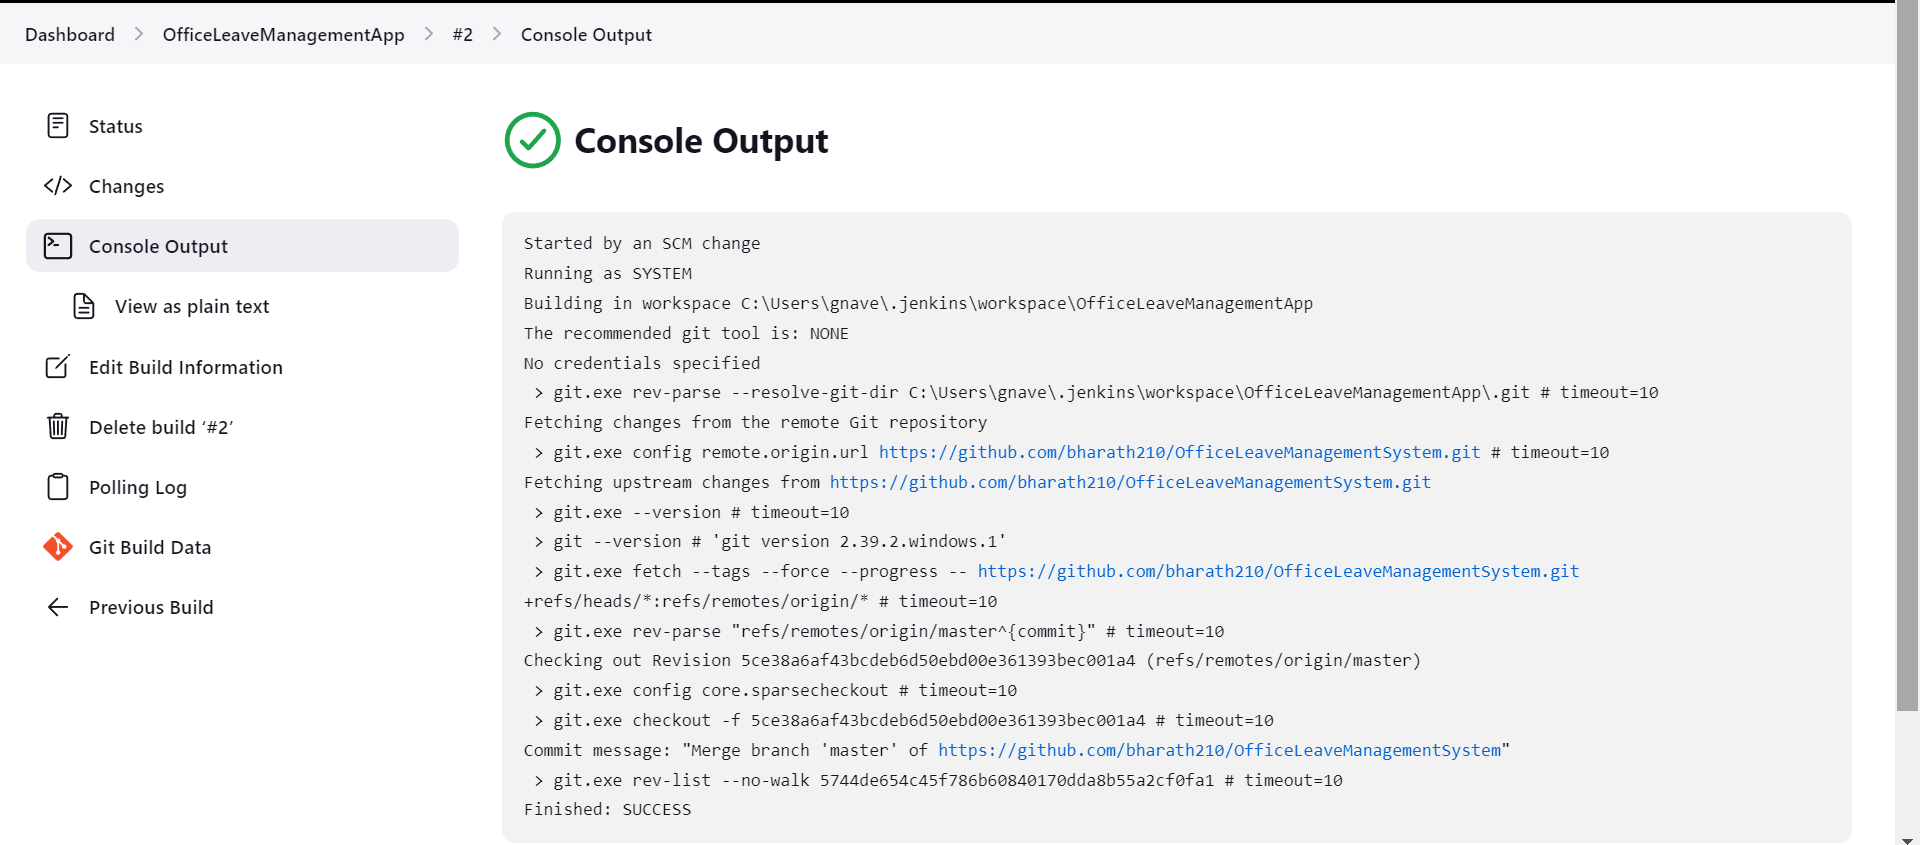 Dashboard > OfficeLeaveManagementApp > #2 > Console Output
Status
Changes
Console Output
View as plain text
Edit Build Information
Delete build ‘#2’
Polling Log
Git Build Data
Previous Build
Console Output
Started by an SCM change
Running as SYSTEM
Building in workspace C:\Users\gnave\.jenkins\workspace\OfficeLeaveManagementApp
The recommended git tool is: NONE
No credentials specified
 > git.exe rev-parse --resolve-git-dir C:\Users\gnave\.jenkins\workspace\OfficeLeaveManagementApp\.git # timeout=10
Fetching changes from the remote Git repository
 > git.exe config remote.origin.url https://github.com/bharath210/OfficeLeaveManagementSystem.git # timeout=10
Fetching upstream changes from https://github.com/bharath210/OfficeLeaveManagementSystem.git
 > git.exe --version # timeout=10
 > git --version # 'git version 2.39.2.windows.1'
 > git.exe fetch --tags --force --progress -- https://github.com/bharath210/OfficeLeaveManagementSystem.git
+refs/heads/*:refs/remotes/origin/* # timeout=10
 > git.exe rev-parse "refs/remotes/origin/master^{commit}" # timeout=10
Checking out Revision 5ce38a6af43bcdeb6d50ebd00e361393bec001a4 (refs/remotes/origin/master)
 > git.exe config core.sparsecheckout # timeout=10
 > git.exe checkout -f 5ce38a6af43bcdeb6d50ebd00e361393bec001a4 # timeout=10
Commit message: "Merge branch 'master' of https://github.com/bharath210/OfficeLeaveManagementSystem"
 > git.exe rev-list --no-walk 5744de654c45f786b60840170dda8b55a2cf0fa1 # timeout=10
Finished: SUCCESS